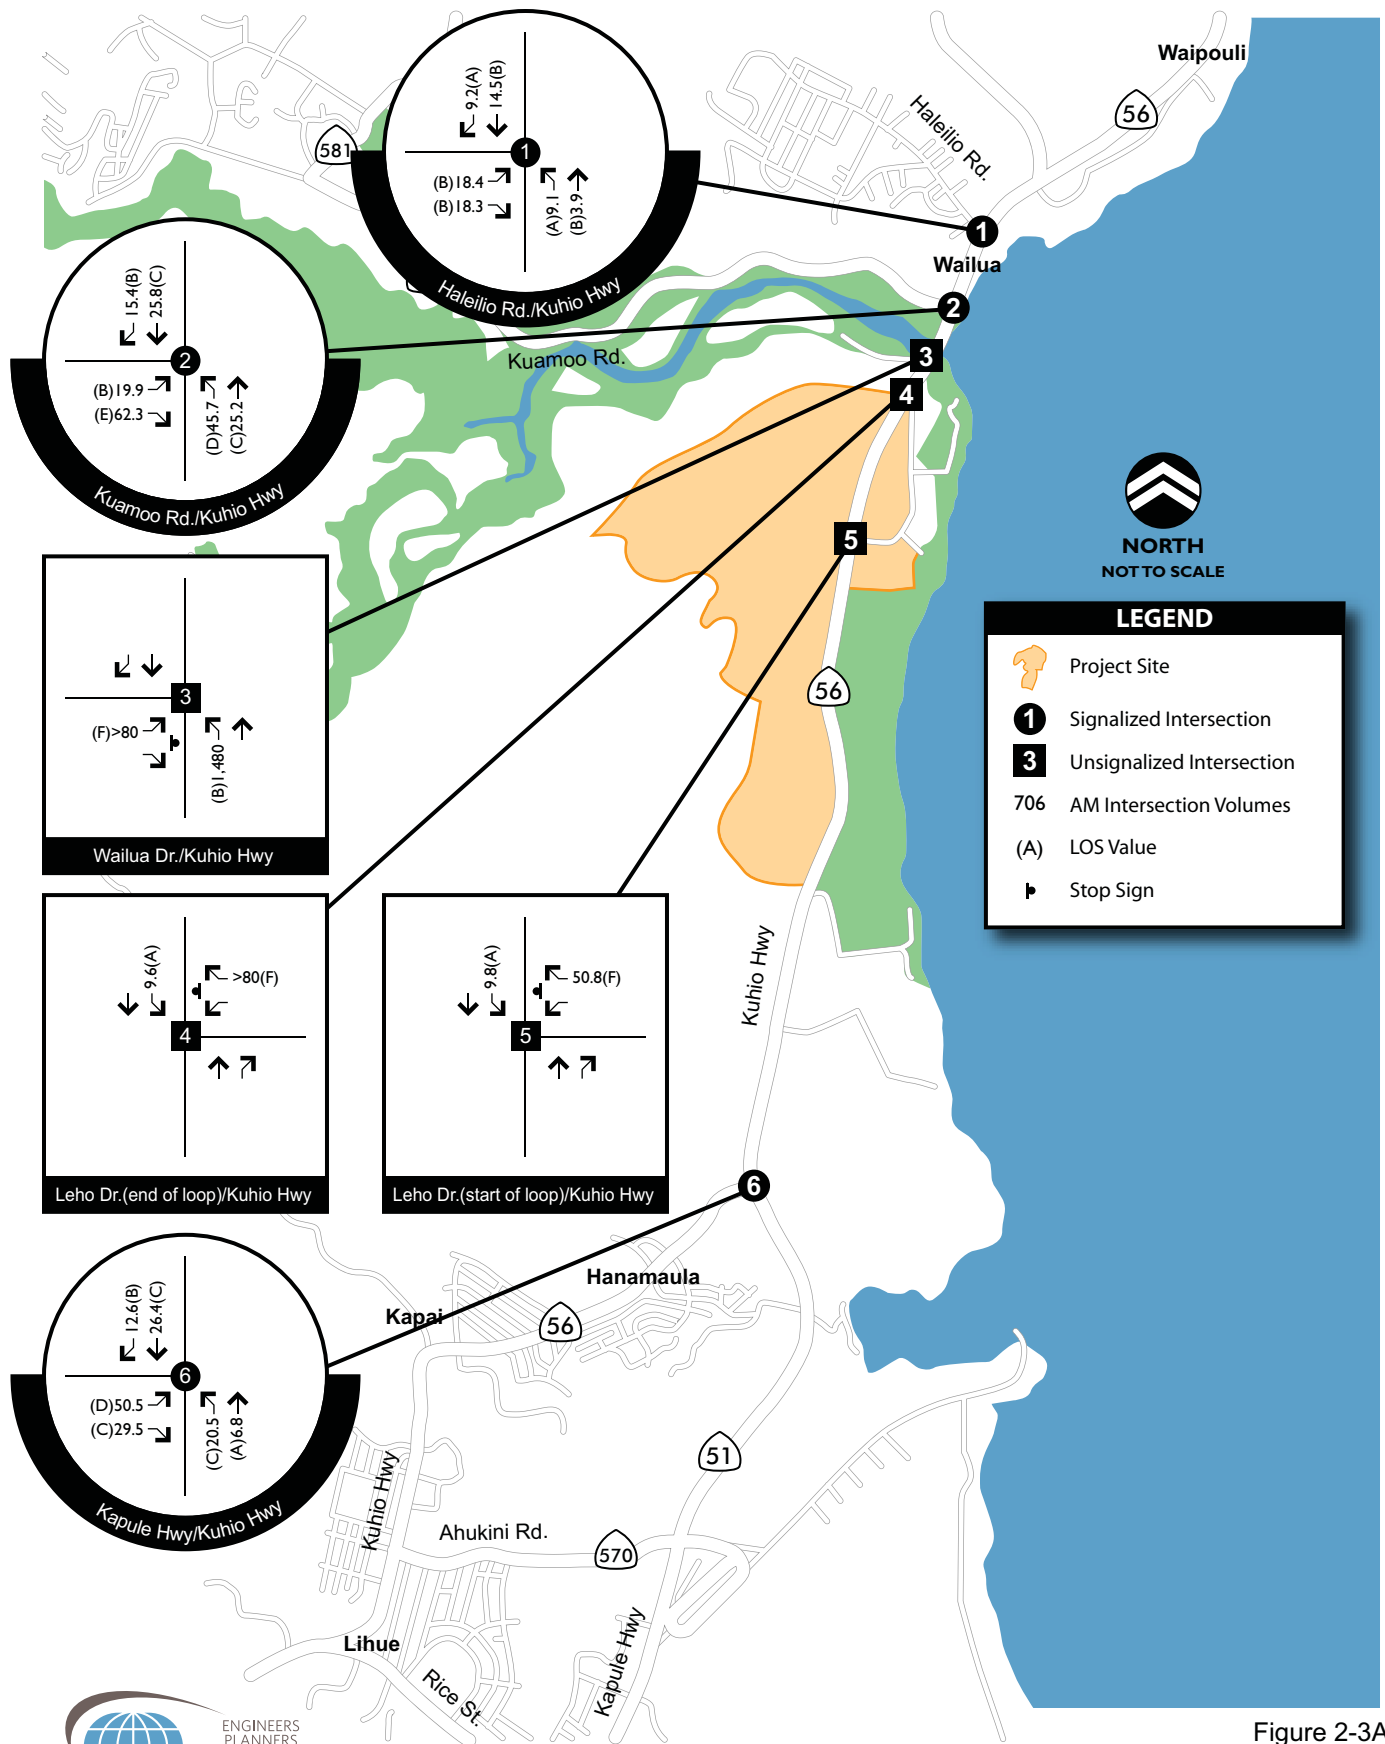 Waipouli
56
Haleilio Rd.
581
9.2(A)
14.5(B)
1
(B)18.4
(B)18.3
(A)9.1
(B)3.9
Haleilio Rd./Kuhio Hwy
1
Wailua
2
15.4(B)
25.8(C)
2
(B)19.9
(E)62.3
(D)45.7
(C)25.2
Kuamoo Rd./Kuhio Hwy
Kuamoo Rd.
3
4
5
NORTH
NOT TO SCALE
LEGEND
Project Site
1 Signalized Intersection
3 Unsignalized Intersection
706 AM Intersection Volumes
(A) LOS Value
Stop Sign
3
(F)>80
(B)1,480
Wailua Dr./Kuhio Hwy
56
9.6(A)
>80(F)
4
Leho Dr.(end of loop)/Kuhio Hwy
9.8(A)
50.8(F)
5
Leho Dr.(start of loop)/Kuhio Hwy
Kuhio Hwy
6
12.6(B)
26.4(C)
6
(D)50.5
(C)29.5
(C)20.5
(A)6.8
Kapule Hwy/Kuhio Hwy
Hanamaula
Kapai
56
51
Kuhio Hwy
Ahukini Rd.
570
Lihue
Rice St.
Kapule Hwy
ENGINEERS
PLANNERS
Figure 2-3A